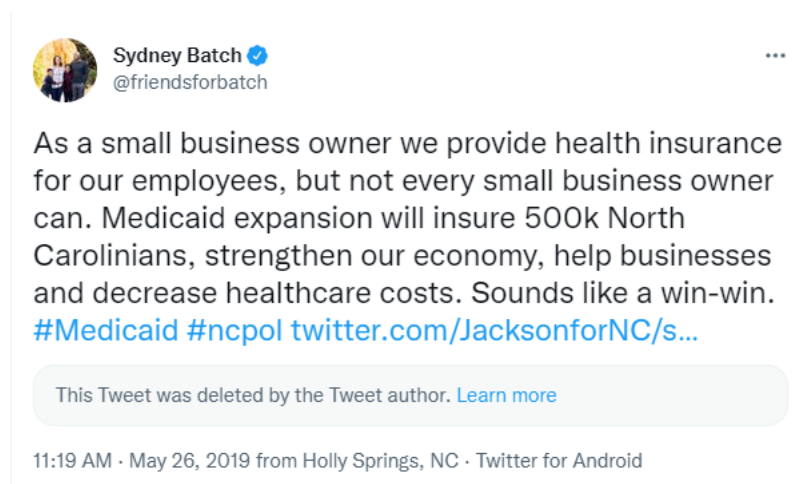 Sydney Batch
@friendsforbatch
As a small business owner we provide health insurance
for our employees, but not every small business owner
can. Medicaid expansion will insure 500k North
Carolinians, strengthen our economy, help businesses
and decrease healthcare costs. Sounds like a win-win.
#Medicaid #ncpol twitter.com/JacksonforNC/s…
This Tweet was deleted by the Tweet author. Learn more
11:19 AM · May 26, 2019 from Holly Springs, NC · Twitter for Android